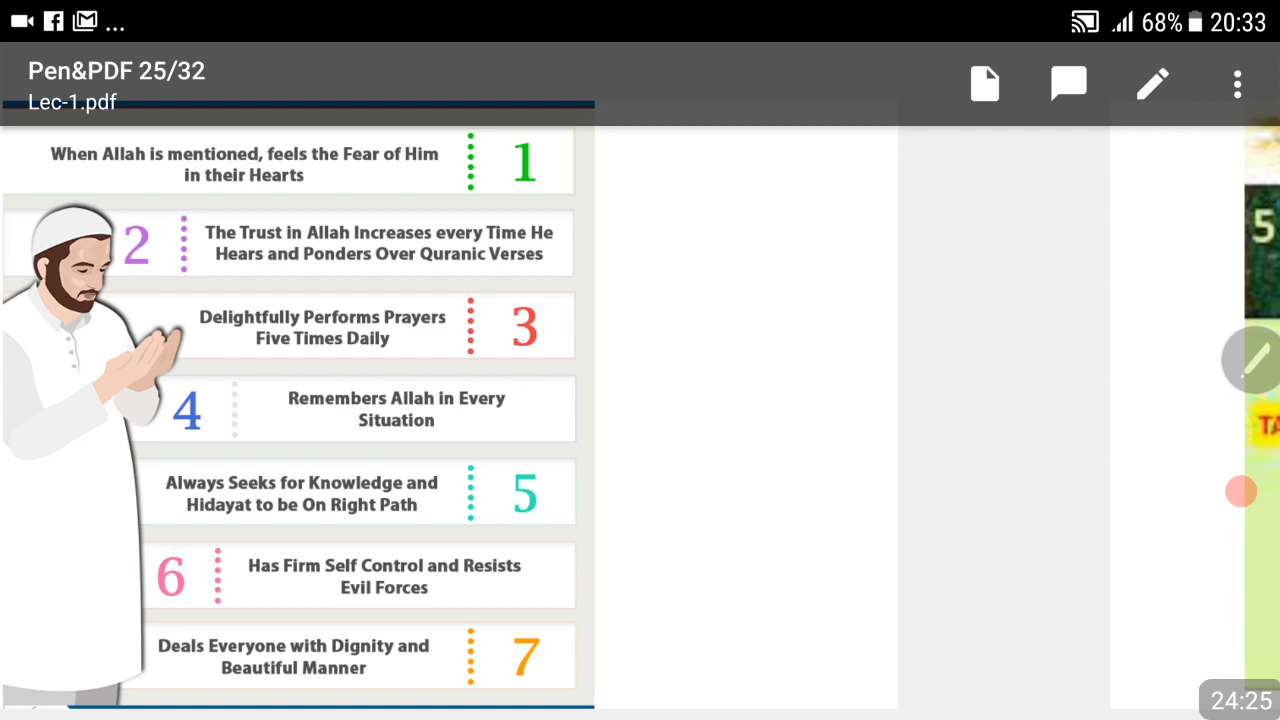 ...
68%
20:33
Pen&PDF 25/32
Lec-1.pdf
When Allah is mentioned, feels the Fear of Him
in their Hearts
1
2
The Trust in Allah Increases every Time He
Hears and Ponders Over Quranic Verses
Delightfully Performs Prayers
Five Times Daily
3
4
Remembers Allah in Every
Situation
Always Seeks for Knowledge and
Hidayat to be On Right Path
5
6
Has Firm Self Control and Resists
Evil Forces
Deals Everyone with Dignity and
Beautiful Manner
7
5
TA
24:25